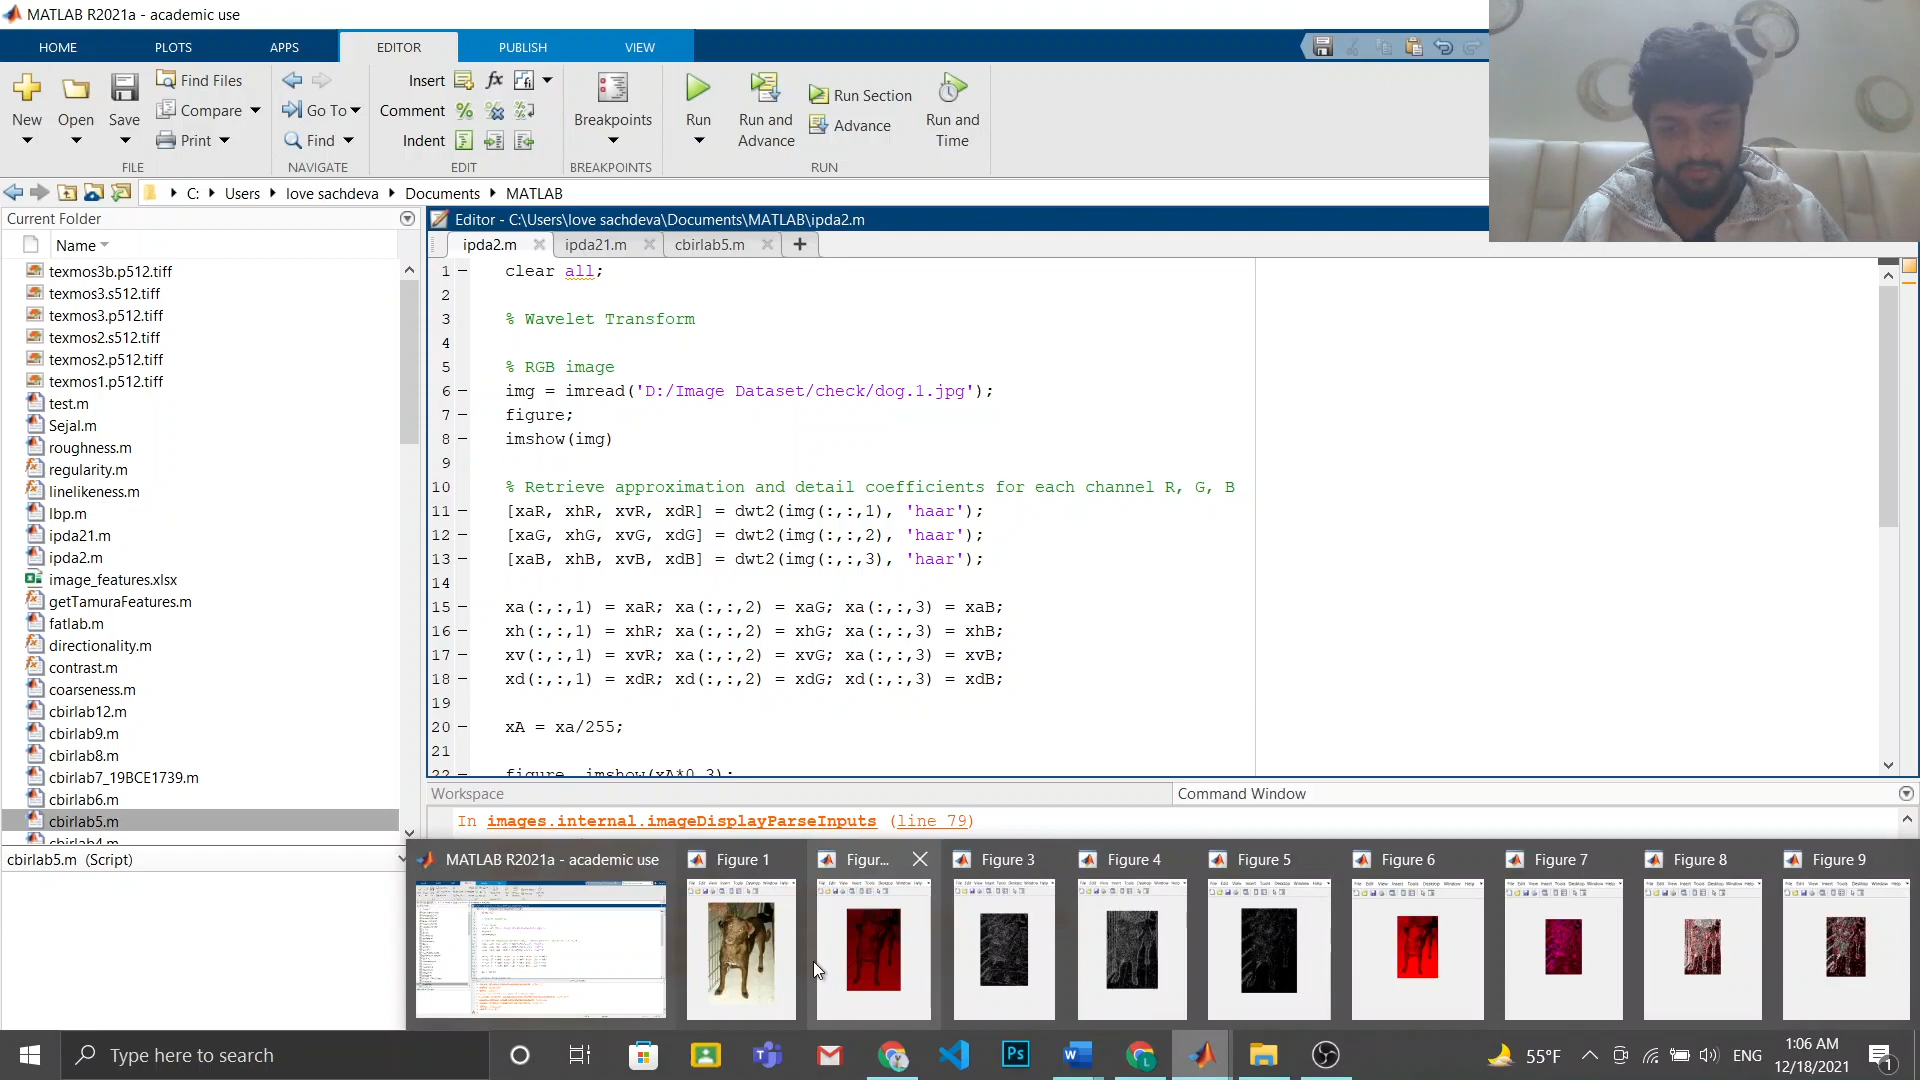 MATLAB R2021a - academic use
HOME
PLOTS
APPS
EDITOR
PUBLISH
VIEW
New
Open
Save
Find Files
Compare
Print
FILE
Go To
Find
NAVIGATE
Insert
fx
Comment
%
Indent
EDIT
Breakpoints
BREAKPOINTS
Run
Run and
Advance
Run Section
Advance
Run and
Time
RUN
C:
Users
love sachdeva
Documents
MATLAB
Current Folder
Name
texmos3b.p512.tiff
texmos3.s512.tiff
texmos3.p512.tiff
texmos2.s512.tiff
texmos2.p512.tiff
texmos1.p512.tiff
test.m
Sejal.m
roughness.m
regularity.m
linelikeness.m
lbp.m
ipda21.m
ipda2.m
image_features.xlsx
getTamuraFeatures.m
fatlab.m
directionality.m
contrast.m
coarseness.m
cbirlab12.m
cbirlab9.m
cbirlab8.m
cbirlab7_19BCE1739.m
cbirlab6.m
cbirlab5.m
cbirlab5.m (Script)
Editor - C:\Users\love sachdeva\Documents\MATLAB\ipda2.m
ipda2.m
ipda21.m
cbirlab5.m
1 clear all;
2
3 % Wavelet Transform
4
5 % RGB image
6 img = imread('D:/Image Dataset/check/dog.1.jpg');
7 figure;
8 imshow(img)
9
10 % Retrieve approximation and detail coefficients for each channel R, G, B
11 [xaR, xhR, xvR, xdR] = dwt2(img(:,:,1), 'haar');
12 [xaG, xhG, xvG, xdG] = dwt2(img(:,:,2), 'haar');
13 [xaB, xhB, xvB, xdB] = dwt2(img(:,:,3), 'haar');
14
15 xa(:,:,1) = xaR; xa(:,:,2) = xaG; xa(:,:,3) = xaB;
16 xh(:,:,1) = xhR; xa(:,:,2) = xhG; xa(:,:,3) = xhB;
17 xv(:,:,1) = xvR; xa(:,:,2) = xvG; xa(:,:,3) = xvB;
18 xd(:,:,1) = xdR; xd(:,:,2) = xdG; xd(:,:,3) = xdB;
19
20 xA = xa/255;
21
22 figure, imshow(xA*0.3);
Workspace
Command Window
In images.internal.imageDisplayParseInputs (line 79)
MATLAB R2021a - academic use
Figure 1
Figur...
Figure 3
Figure 4
Figure 5
Figure 6
Figure 7
Figure 8
Figure 9
Type here to search
Ps
55°F
ENG
1:06 AM
12/18/2021
1